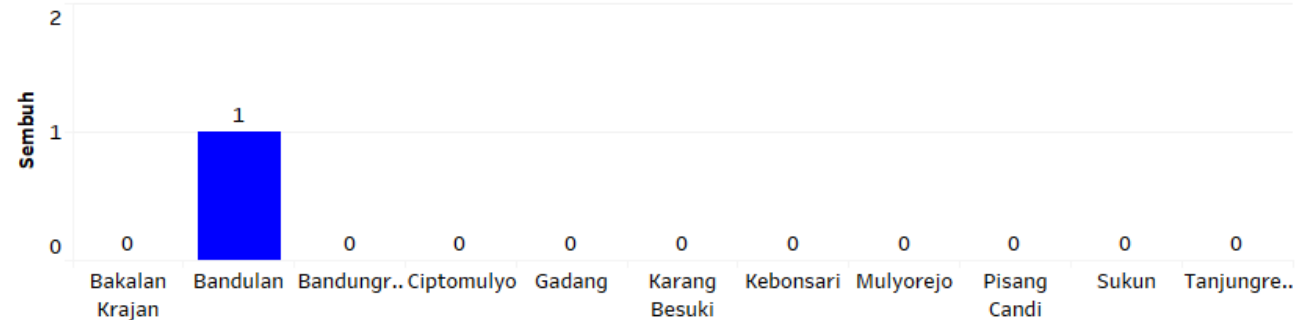 2
Sembuh
1
1
0
0
0
0
0
0
0
0
0
0
0
Bakalan Krajan
Bandulan
Bandungr..
Ciptomulyo
Gadang
Karang Besuki
Kebonsari
Mulyorejo
Pisang Candi
Sukun
Tanjungre..